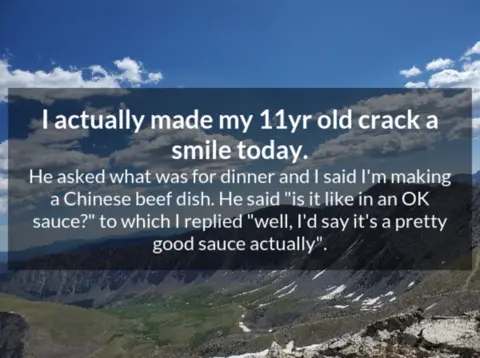 I actually made my 11yr old crack a
smile today.
He asked what was for dinner and I said I'm making
a Chinese beef dish. He said "is it like in an OK
sauce?" to which I replied "well, I'd say it's a pretty
good sauce actually".